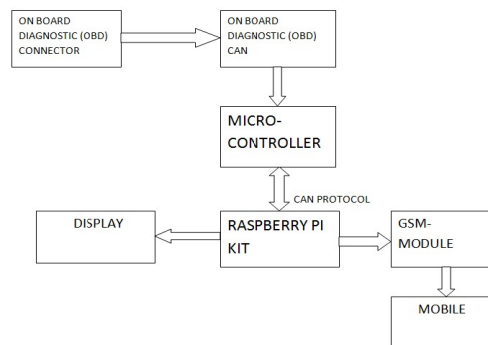 ON BOARD
DIAGNOSTIC (OBD)
CONNECTOR
ON BOARD
DIAGNOSTIC (OBD)
CAN
MICRO-
CONTROLLER
CAN PROTOCOL
DISPLAY
RASPBERRY PI
KIT
GSM-
MODULE
MOBILE